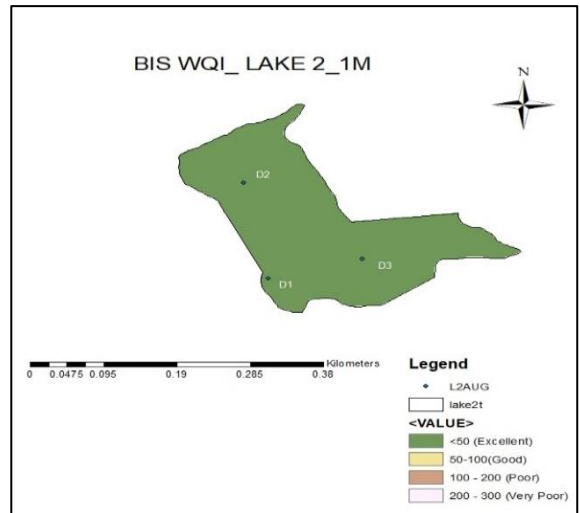 BIS WQI_ LAKE 2_1M
N
D2
D3
D1
Kilometers
0 0.0475 0.095 0.19 0.285 0.38
Legend
L2AUG
lake2t
<VALUE>
<50 (Excellent)
50-100(Good)
100 - 200 (Poor)
200 - 300 (Very Poor)